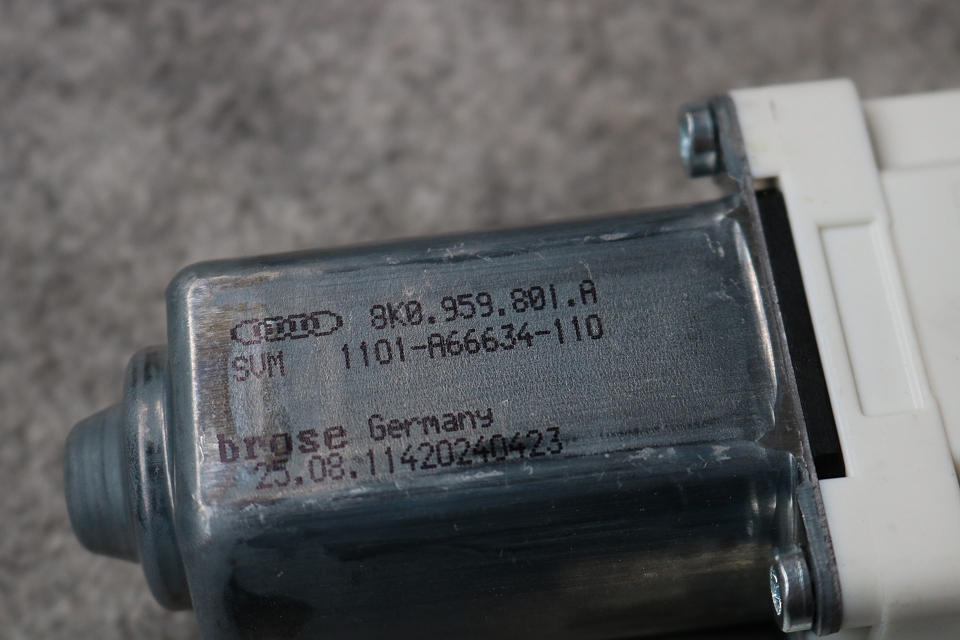 8K0.959.801.A
SVM 1101-A66634-110
brose Germany
25.08.11420240423